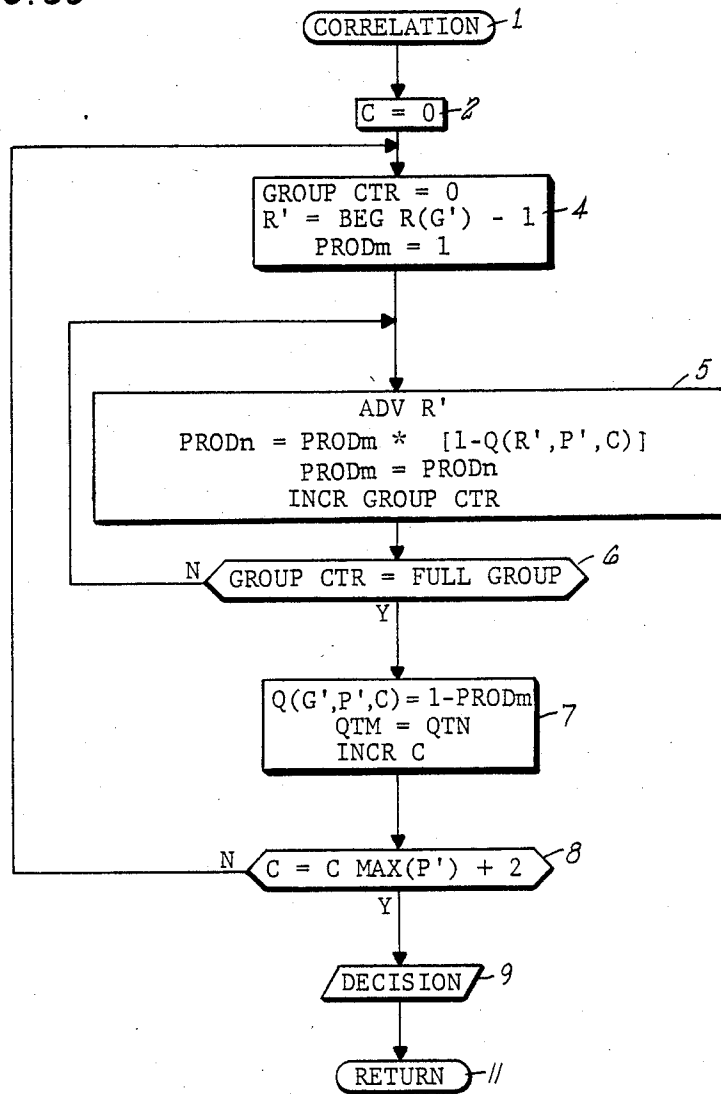 CORRELATION 1
C = 0 2
GROUP CTR = 0
R' = BEG R(G') - 1 4
PRODm = 1
5
ADV R'
PRODn = PRODm * [1-Q(R',P',C)]
PRODm = PRODn
INCR GROUP CTR
N GROUP CTR = FULL GROUP 6
Y
Q(G',P',C)=1-PRODm
QTM = QTN 7
INCR C
N C = C MAX(P') + 2 8
Y
DECISION 9
RETURN 11